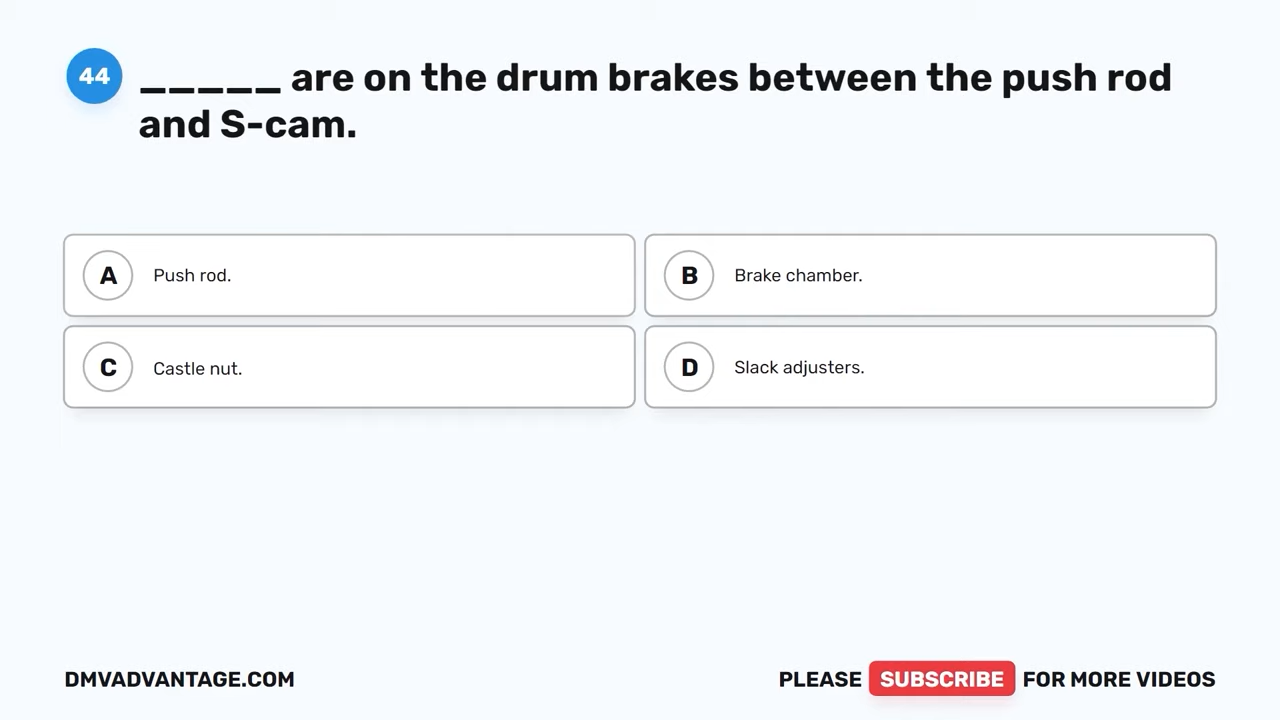 44
_____ are on the drum brakes between the push rod
and S-cam.
A Push rod.
B Brake chamber.
C Castle nut.
D Slack adjusters.
DMVADVANTAGE.COM
PLEASE SUBSCRIBE FOR MORE VIDEOS